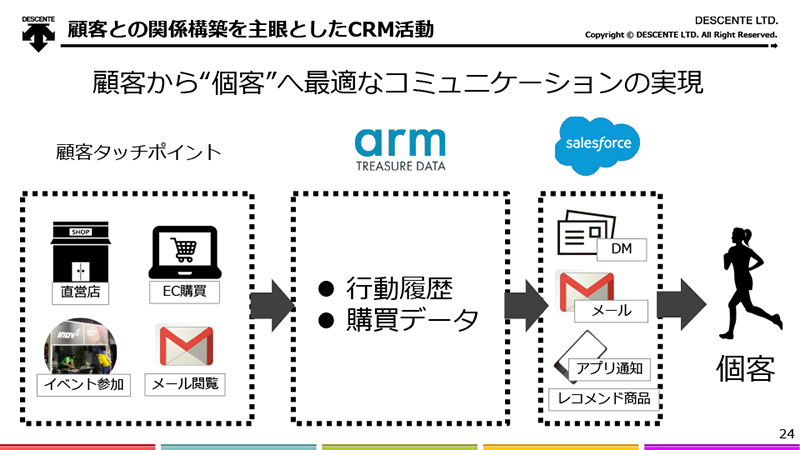 DESCENTE
顧客との関係構築を主眼としたCRM活動
DESCENTE LTD.
Copyright © DESCENTE LTD. All Right Reserved.
顧客から“個客”へ最適なコミュニケーションの実現
顧客タッチポイント
arm
TREASURE DATA
salesforce
SHOP
直営店
EC購買
イベント参加
メール閲覧
● 行動履歴
● 購買データ
DM
メール
アプリ通知
レコメンド商品
個客
24